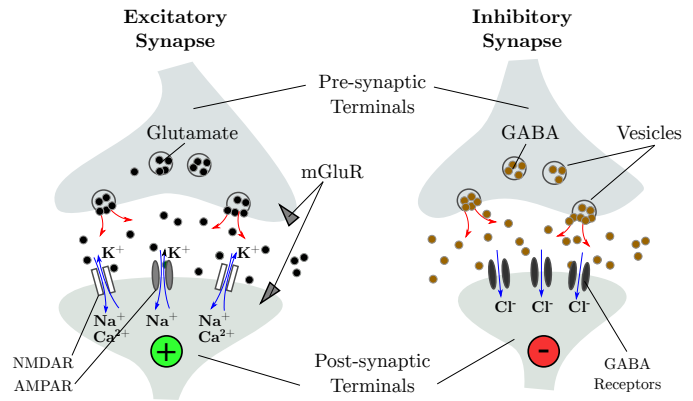 Excitatory
Synapse
Inhibitory
Synapse
Pre-synaptic
Terminals
Glutamate
GABA
Vesicles
mGluR
K⁺
K⁺
K⁺
Na⁺
Ca²⁺
Na⁺
Na⁺
Ca²⁺
Cl⁻
Cl⁻
Cl⁻
+
-
NMDAR
AMPAR
Post-synaptic
Terminals
GABA
Receptors